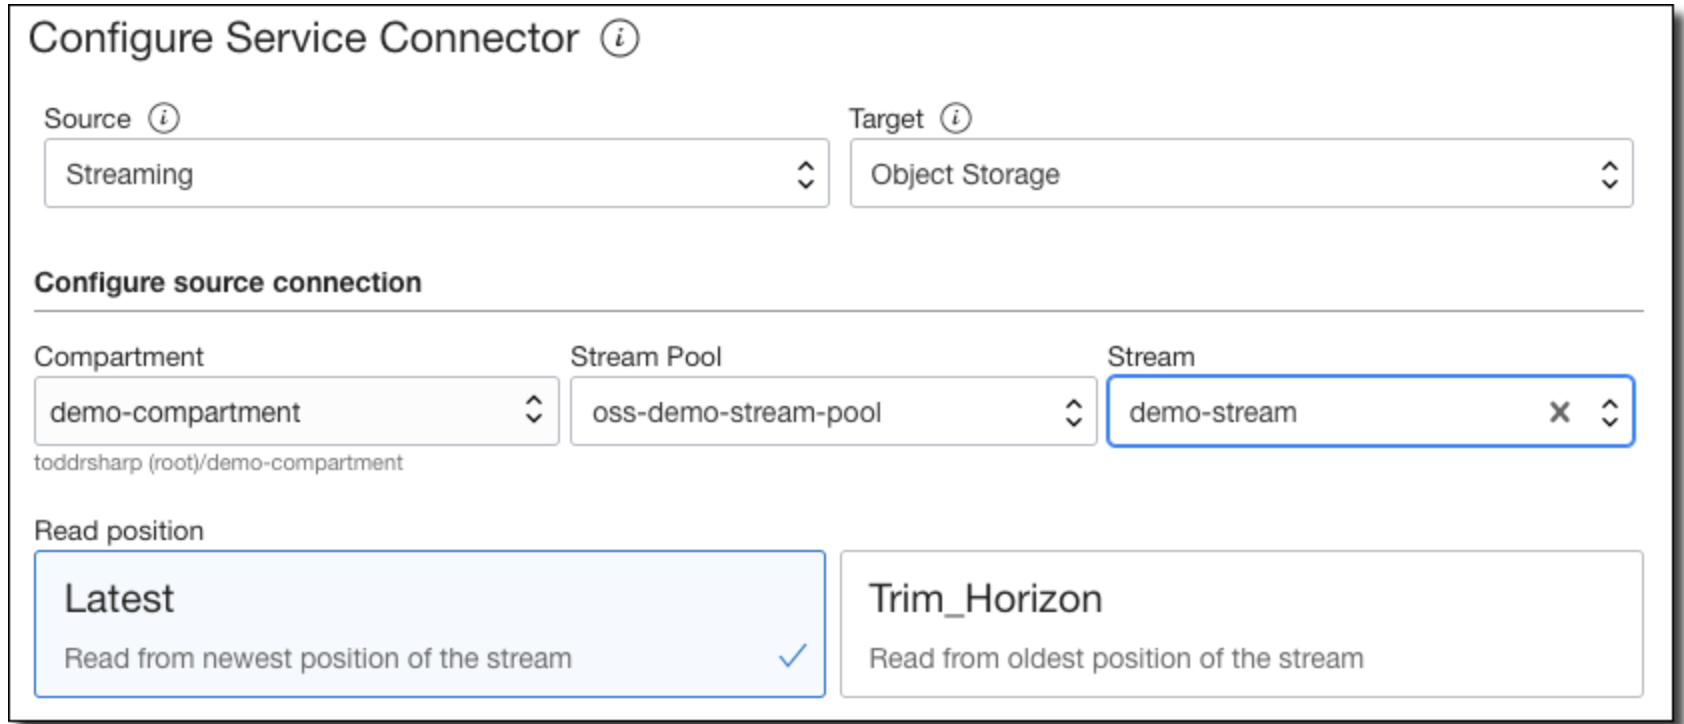 Configure Service Connector
Source Target
Streaming Object Storage
Configure source connection
Compartment Stream Pool Stream
demo-compartment oss-demo-stream-pool demo-stream
toddrsharp (root)/demo-compartment
Read position
Latest Trim_Horizon
Read from newest position of the stream Read from oldest position of the stream